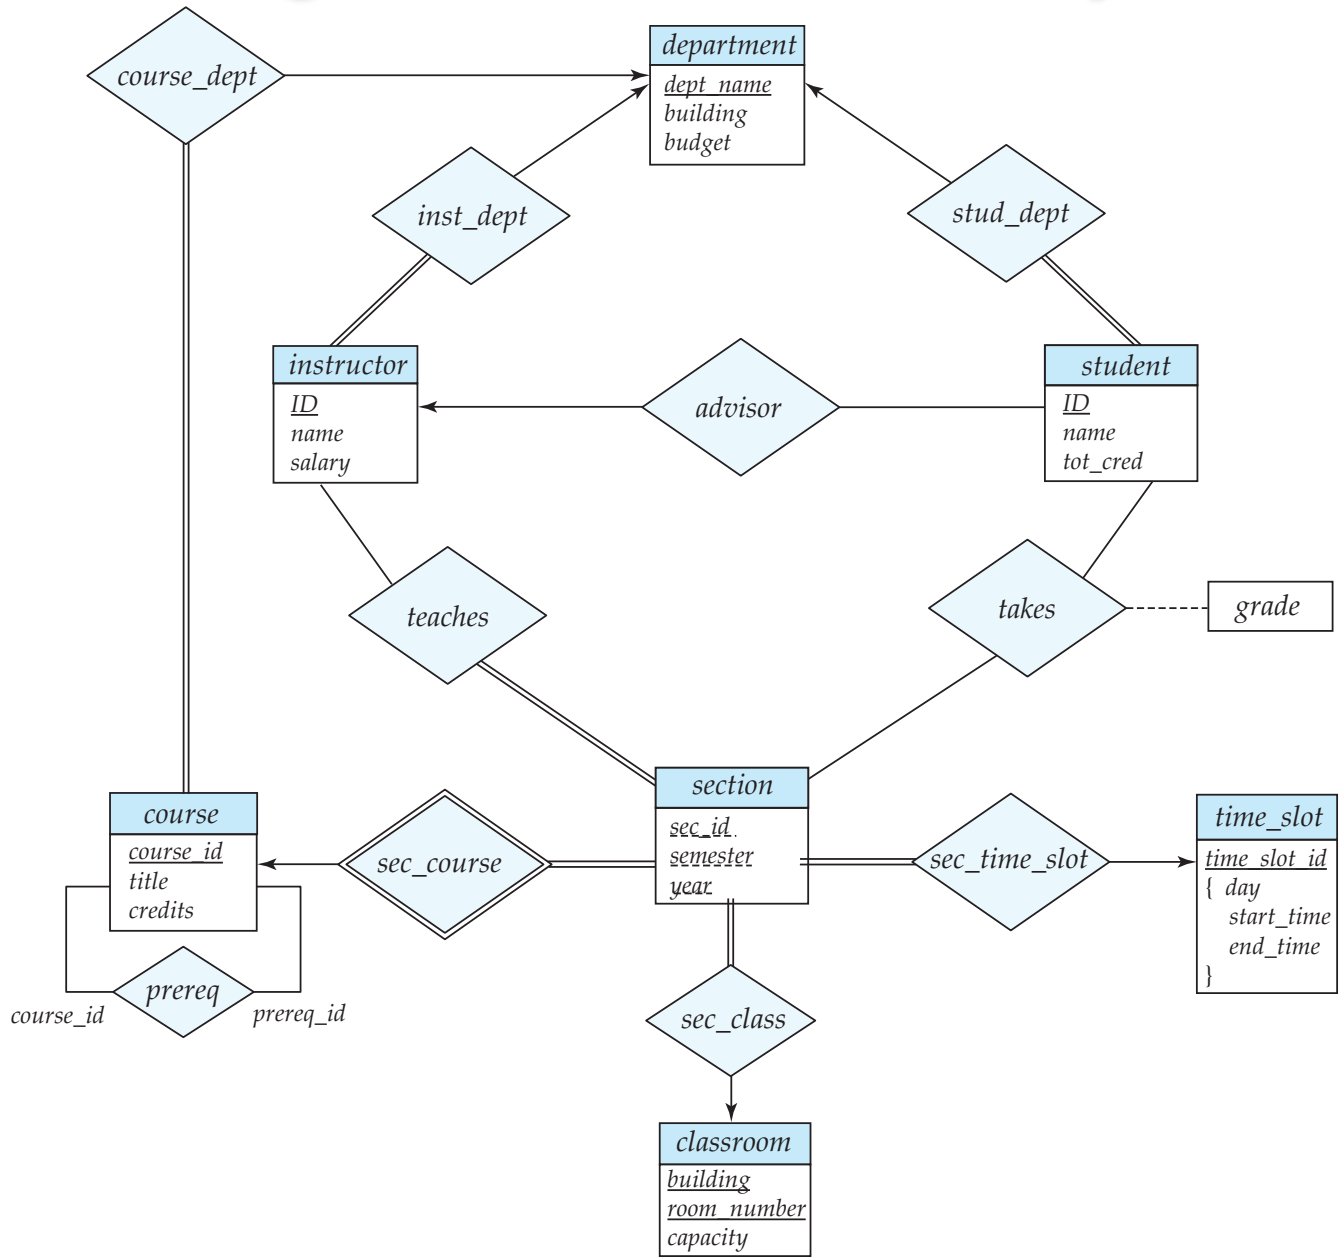 course_dept
department
dept_name
building
budget
inst_dept
stud_dept
instructor
ID
name
salary
advisor
student
ID
name
tot_cred
teaches
takes
grade
course
course_id
title
credits
sec_course
section
sec_id
semester
year
sec_time_slot
time_slot
time_slot_id
{ day
start_time
end_time
}
prereq
course_id
prereq_id
sec_class
classroom
building
room_number
capacity